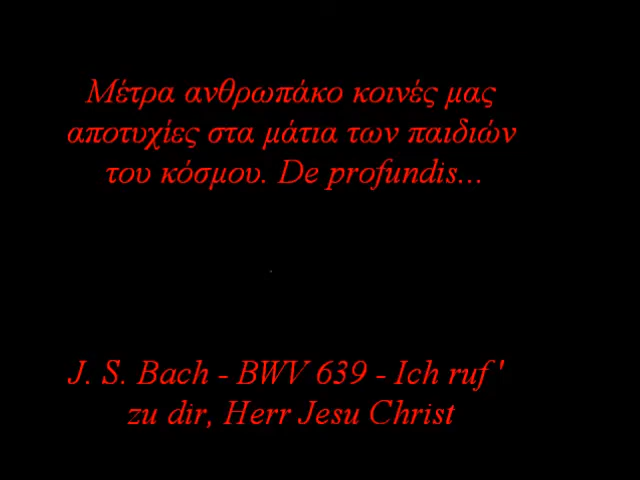 Μέτρα ανθρωπάκο κοινές μας
αποτυχίες στα μάτια των παιδιών
του κόσμου. De profundis...
J. S. Bach - BWV 639 - Ich ruf '
zu dir, Herr Jesu Christ